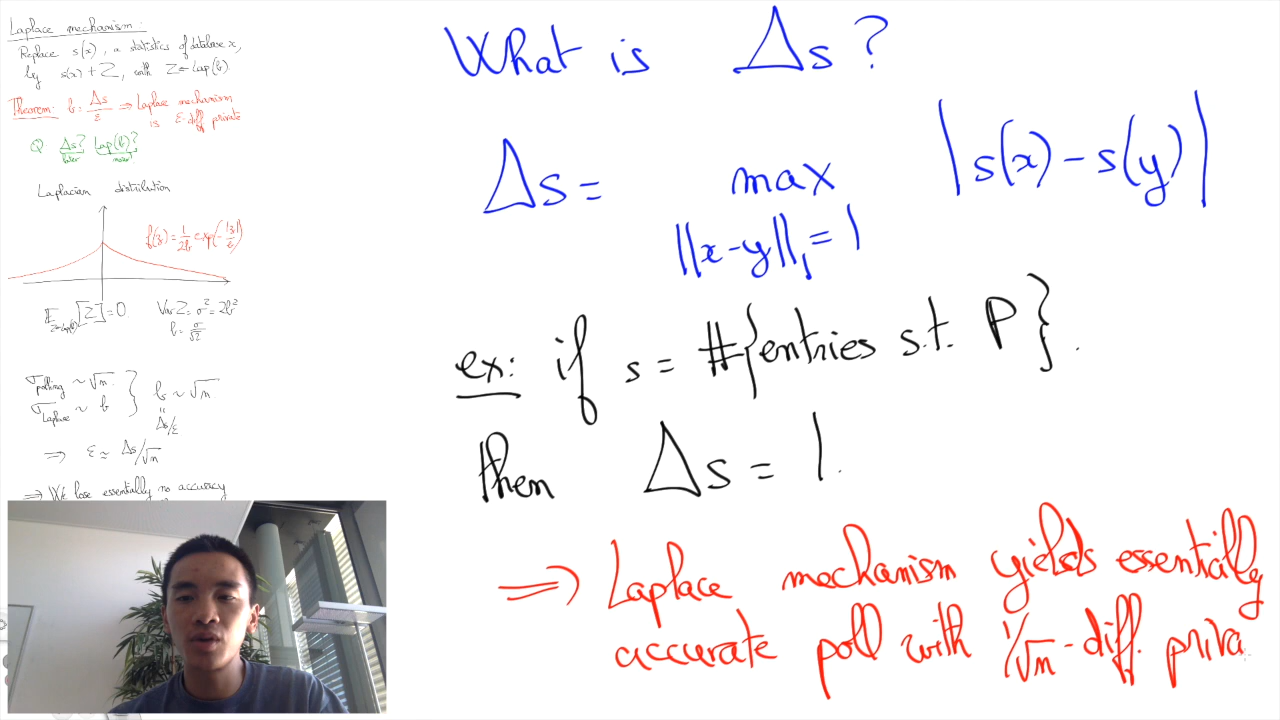 Laplace mechanism:
Replace s(x), a statistics of database x,
by s(x) + Z, with Z ← Lap(b)
Theorem: b = Δs/ε ⇒ Laplace mechanism
is ε-diff private
Q Δs? Lap(b)?
later now
Laplacian distribution
E [Z] = 0 Var Z = σ² = 2b²
b = σ/√2
σpolling ~ √n
σLaplace ~ b
} b ~ √n
" Δs/ε
⇒ ε ≈ Δs/√n
⇒ We lose essentially no accuracy
What is Δs?
Δs = max |s(x) - s(y)|
||x-y||₁ = 1
ex: if s = #{entries s.t. P}.
then Δs = 1.
⇒ Laplace mechanism yields essentially
accurate poll with 1/√n-diff. priva